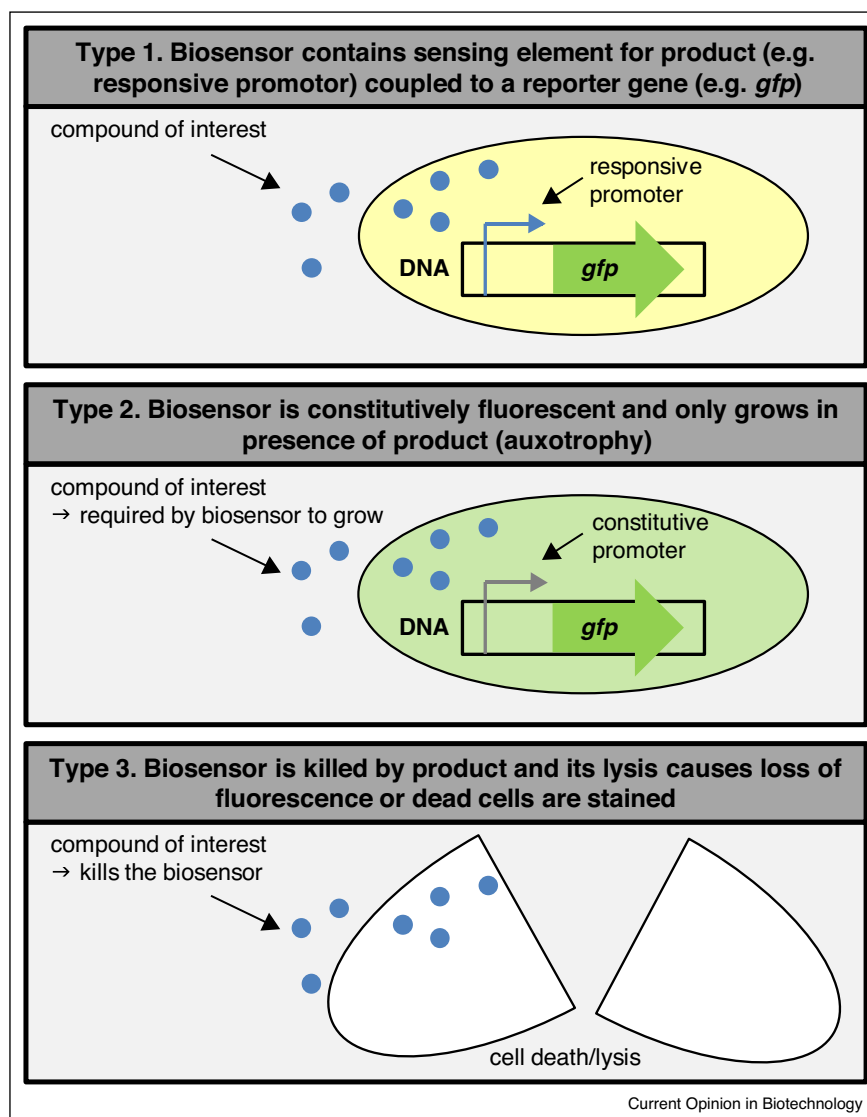 Type 1. Biosensor contains sensing element for product (e.g.
responsive promotor) coupled to a reporter gene (e.g. gfp)
compound of interest
responsive
promoter
DNA
gfp
Type 2. Biosensor is constitutively fluorescent and only grows in
presence of product (auxotrophy)
compound of interest
→ required by biosensor to grow
constitutive
promoter
DNA
gfp
Type 3. Biosensor is killed by product and its lysis causes loss of
fluorescence or dead cells are stained
compound of interest
→ kills the biosensor
cell death/lysis
Current Opinion in Biotechnology